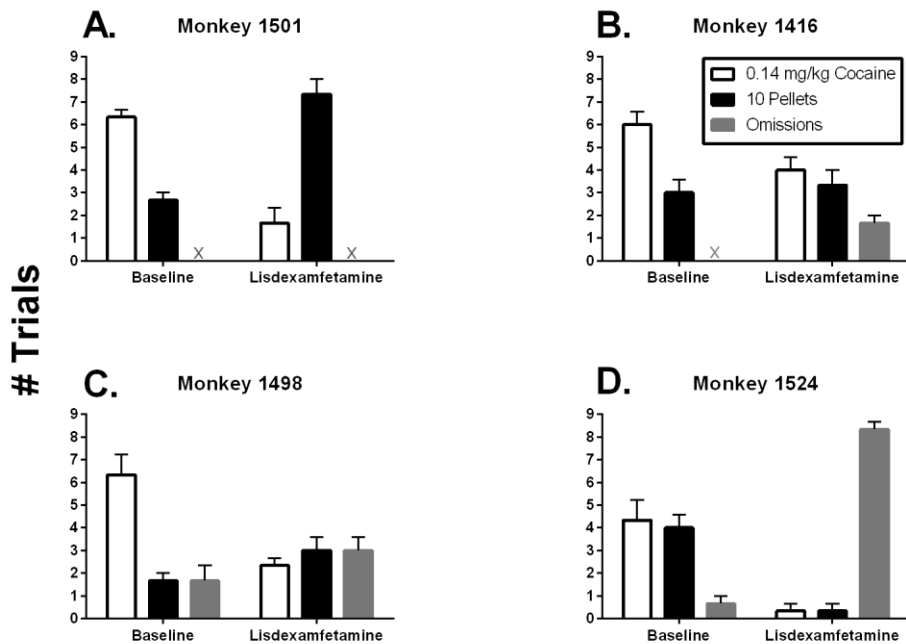 # Trials
A.
Monkey 1501
9
8
7
6
5
4
3
2
1
0
X
X
Baseline
Lisdexamfetamine
B.
Monkey 1416
0.14 mg/kg Cocaine
10 Pellets
Omissions
9
8
7
6
5
4
3
2
1
0
X
Baseline
Lisdexamfetamine
C.
Monkey 1498
9
8
7
6
5
4
3
2
1
0
Baseline
Lisdexamfetamine
D.
Monkey 1524
9
8
7
6
5
4
3
2
1
0
Baseline
Lisdexamfetamine